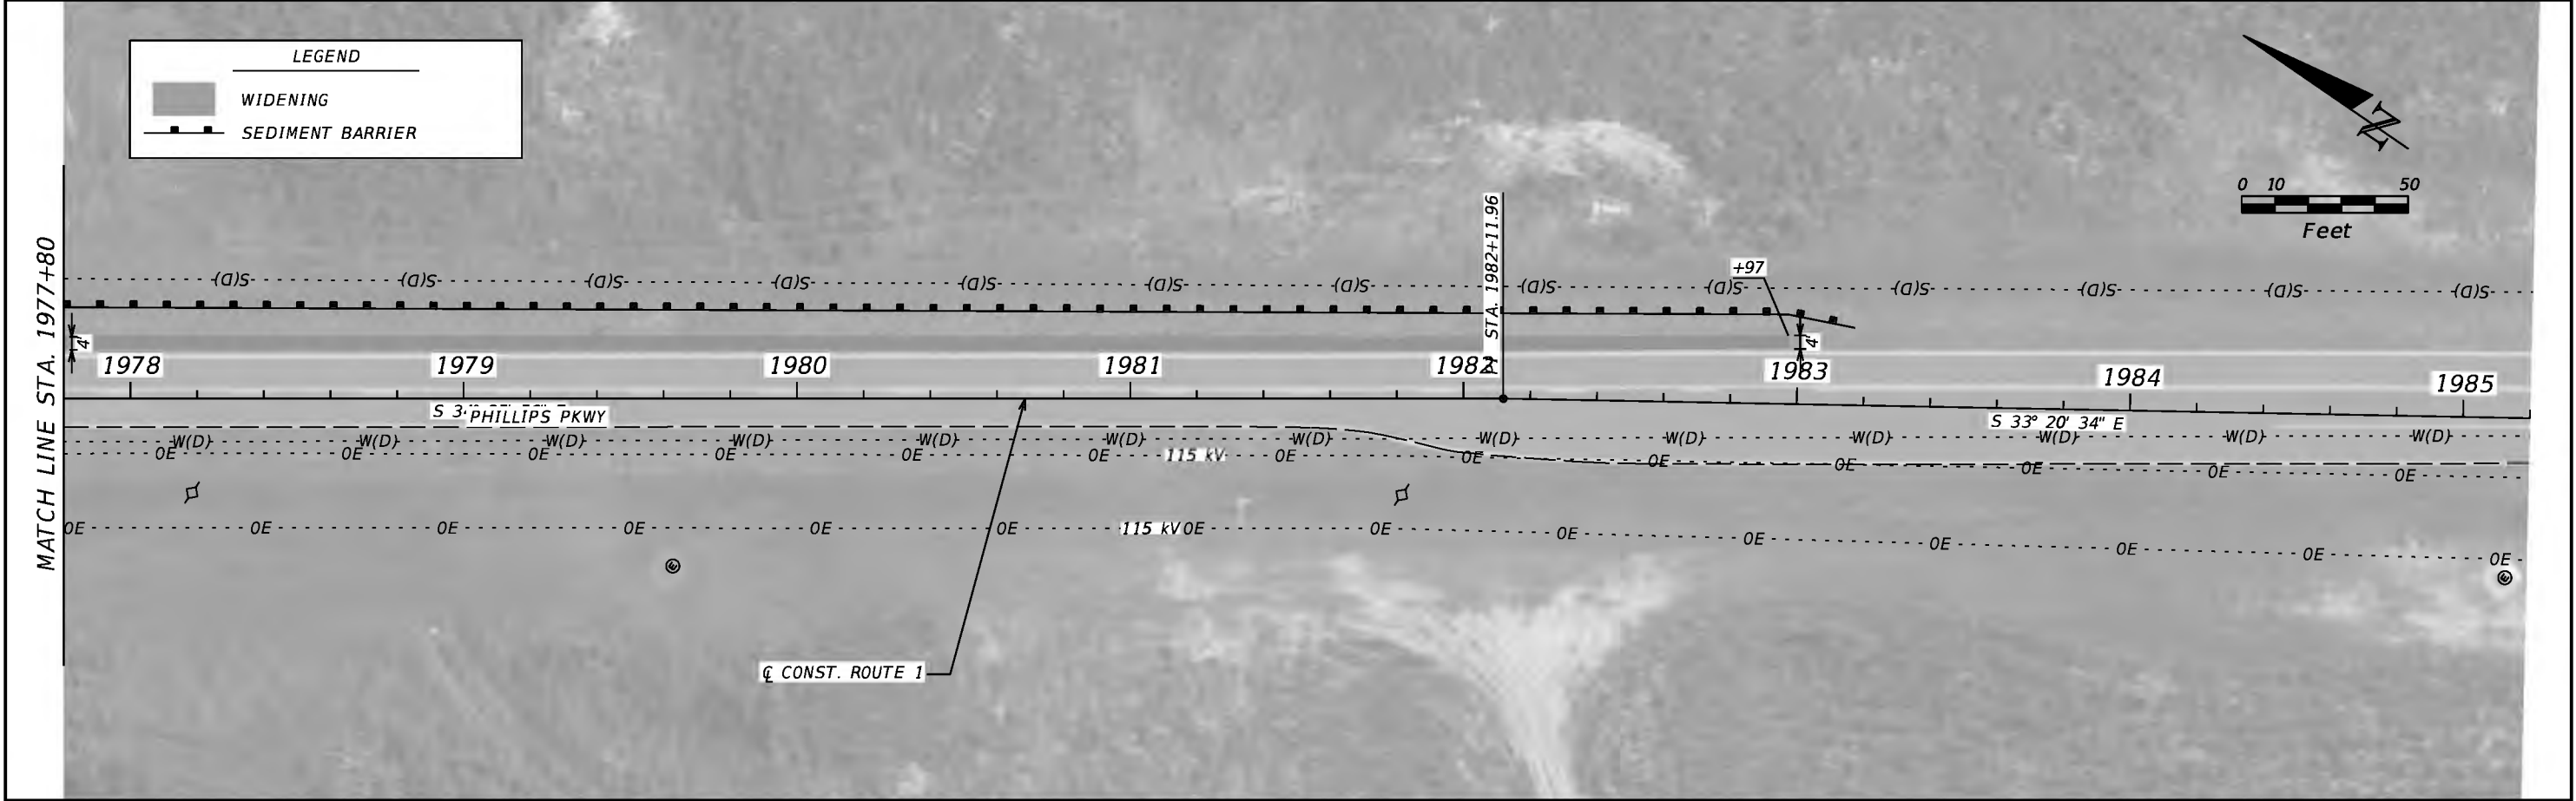 LEGEND
WIDENING
SEDIMENT BARRIER
N
0 10 50
Feet
MATCH LINE STA. 1977+80
(D)S (D)S (D)S (D)S (D)S (D)S (D)S (D)S (D)S (D)S (D)S (D)S (D)S
STA. 1982+11.96
+97
4'
4'
1978 1979 1980 1981 1982 1983 1984 1985
PHILLIPS PKWY
S 33° 20' 34" E
W(D) W(D) W(D) W(D) W(D) W(D) W(D) W(D) W(D) W(D) W(D) W(D) W(D)
OE OE OE OE OE OE 115 kV OE OE OE OE OE OE OE
OE OE OE OE OE OE 115 kV OE OE OE OE OE OE OE OE
E
E
℄ CONST. ROUTE 1